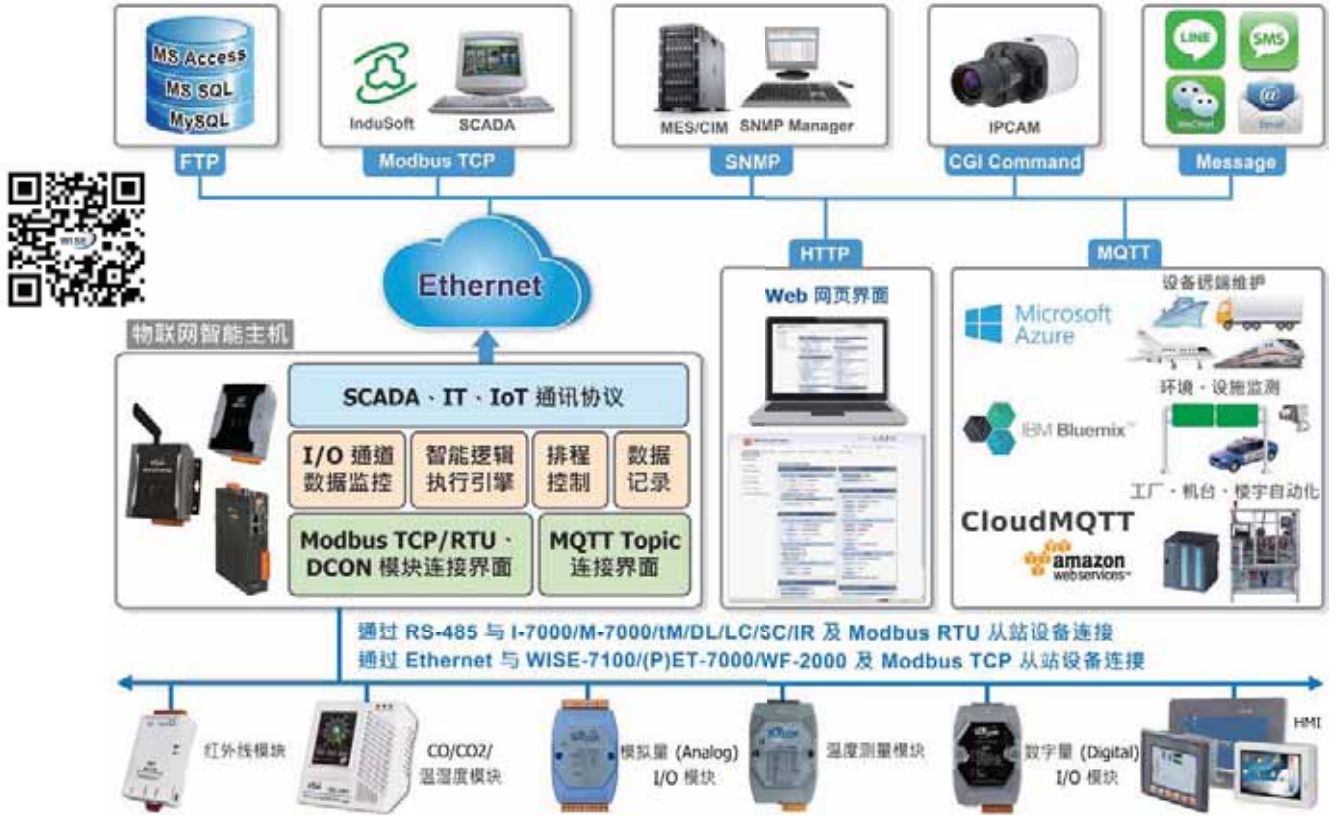 MS Access
MS SQL
MySQL
FTP
InduSoft
SCADA
Modbus TCP
MES/CIM
SNMP Manager
SNMP
IPCAM
CGI Command
LINE
SMS
WeChat
Email
Message
WISE
Ethernet
HTTP
Web 网页界面
MQTT
设备远端维护
Microsoft
Azure
环境、设施监测
IBM Bluemix™
工厂、机台、楼宇自动化
CloudMQTT
amazon
webservices™
物联网智能主机
SCADA、IT、IoT 通讯协议
I/O 通道
数据监控
智能逻辑
执行引擎
排程
控制
数据
记录
Modbus TCP/RTU、
DCON 模块连接界面
MQTT Topic
连接界面
通过 RS-485 与 I-7000/M-7000/tM/DL/LC/SC/IR 及 Modbus RTU 从站设备连接
通过 Ethernet 与 WISE-7100/(P)ET-7000/WF-2000 及 Modbus TCP 从站设备连接
红外线模块
CO/CO2/
温湿度模块
模拟量 (Analog)
I/O 模块
温度测量模块
数字量 (Digital)
I/O 模块
HMI